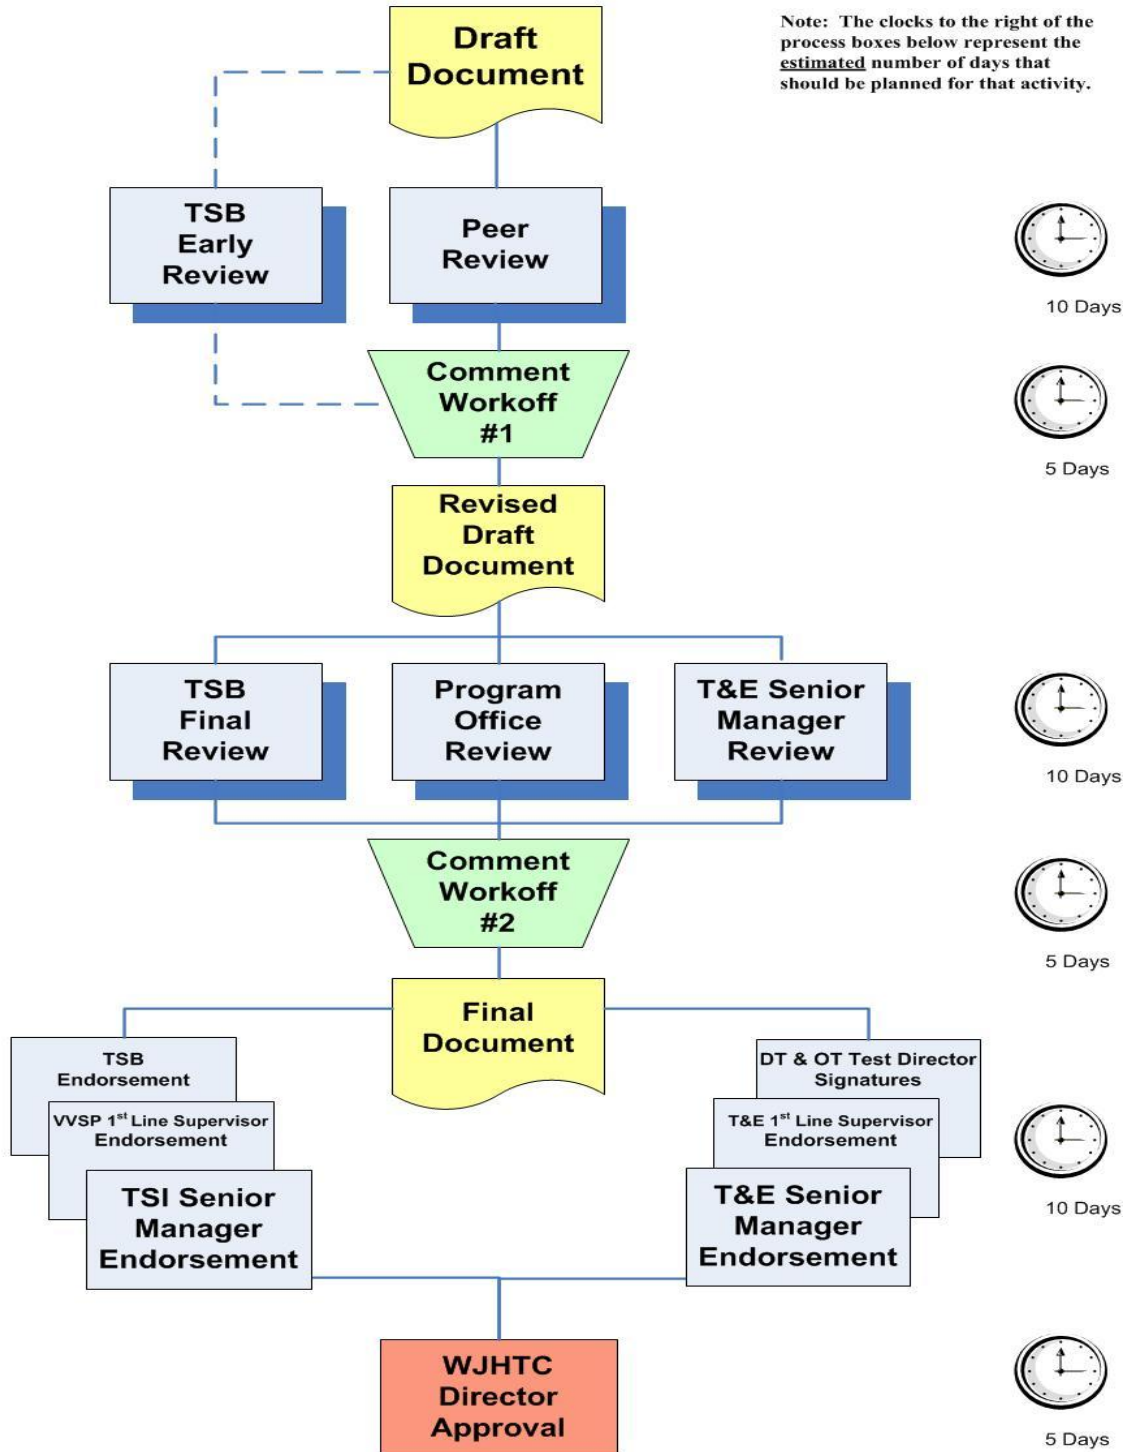 Draft
Document
Note: The clocks to the right of the
process boxes below represent the
estimated number of days that
should be planned for that activity.
TSB
Early
Review
Peer
Review
10 Days
Comment
Workoff
#1
5 Days
Revised
Draft
Document
TSB
Final
Review
Program
Office
Review
T&E Senior
Manager
Review
10 Days
Comment
Workoff
#2
5 Days
Final
Document
TSB
Endorsement
VVSP 1st Line Supervisor
Endorsement
TSI Senior
Manager
Endorsement
DT & OT Test Director
Signatures
T&E 1st Line Supervisor
Endorsement
T&E Senior
Manager
Endorsement
10 Days
WJHTC
Director
Approval
5 Days